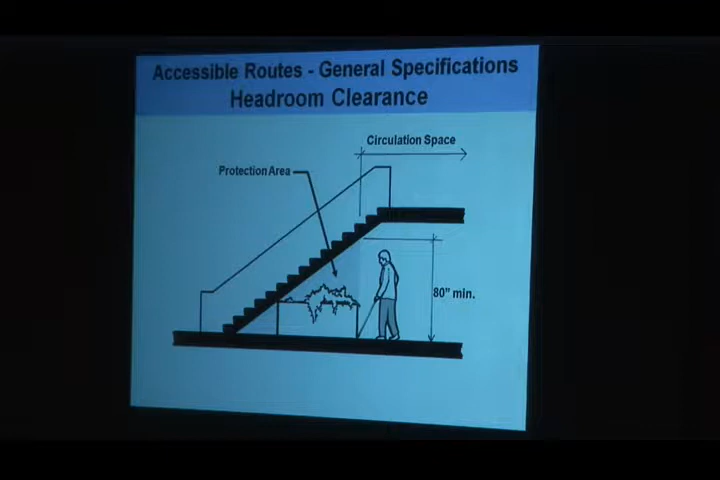 Accessible Routes - General Specifications
Headroom Clearance
Circulation Space
Protection Area
80" min.